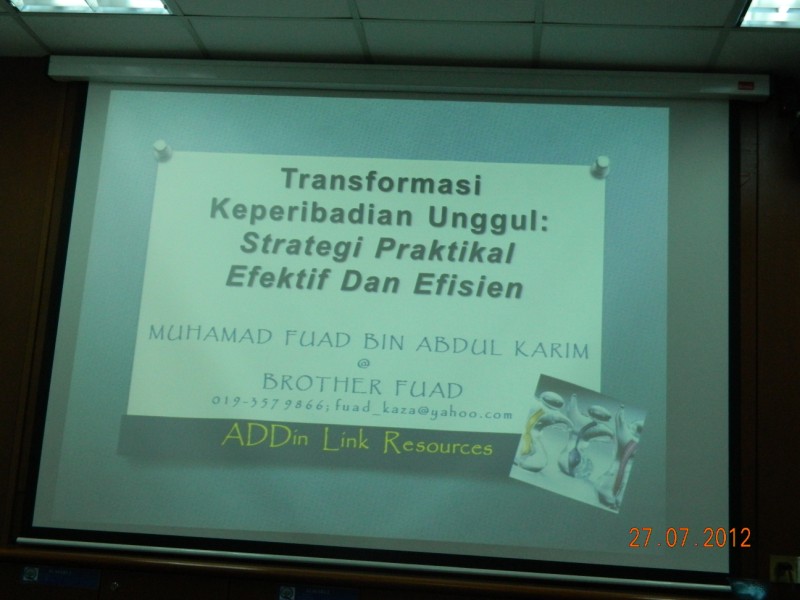 Transformasi
Keperibadian Unggul:
Strategi Praktikal
Efektif Dan Efisien
MUHAMAD FUAD BIN ABDUL KARIM
@
BROTHER FUAD
019-5579866; fuad_kaza@yahoo.com
ADDin Link Resources
27.07.2012